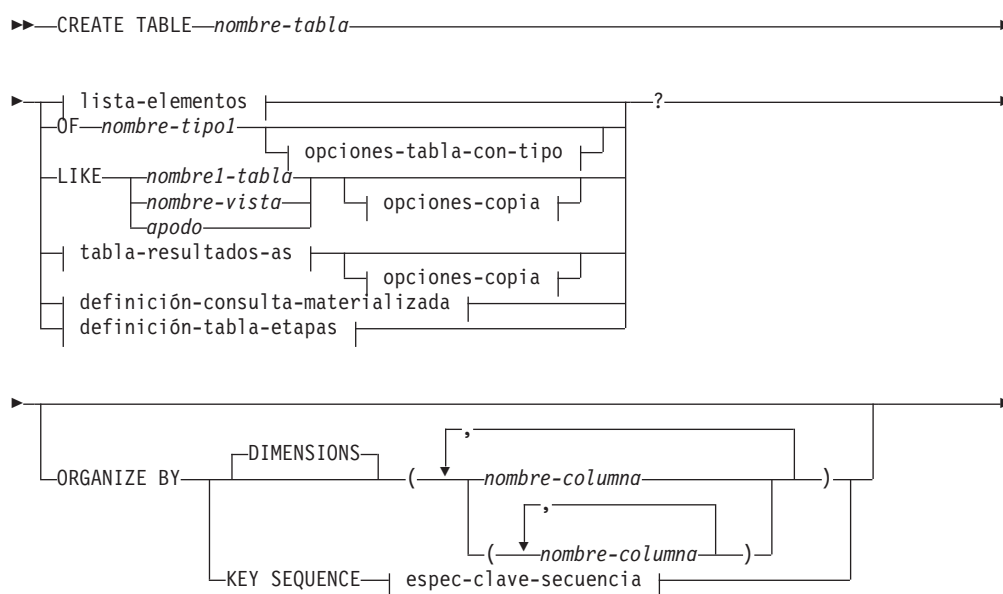 CREATE TABLE nombre-tabla
lista-elementos ?
OF nombre-tipo1
opciones-tabla-con-tipo
LIKE nombre1-tabla
nombre-vista opciones-copia
apodo
tabla-resultados-as
opciones-copia
definición-consulta-materializada
definición-tabla-etapas
,
DIMENSIONS
ORGANIZE BY ( nombre-columna )
,
( nombre-columna )
KEY SEQUENCE espec-clave-secuencia